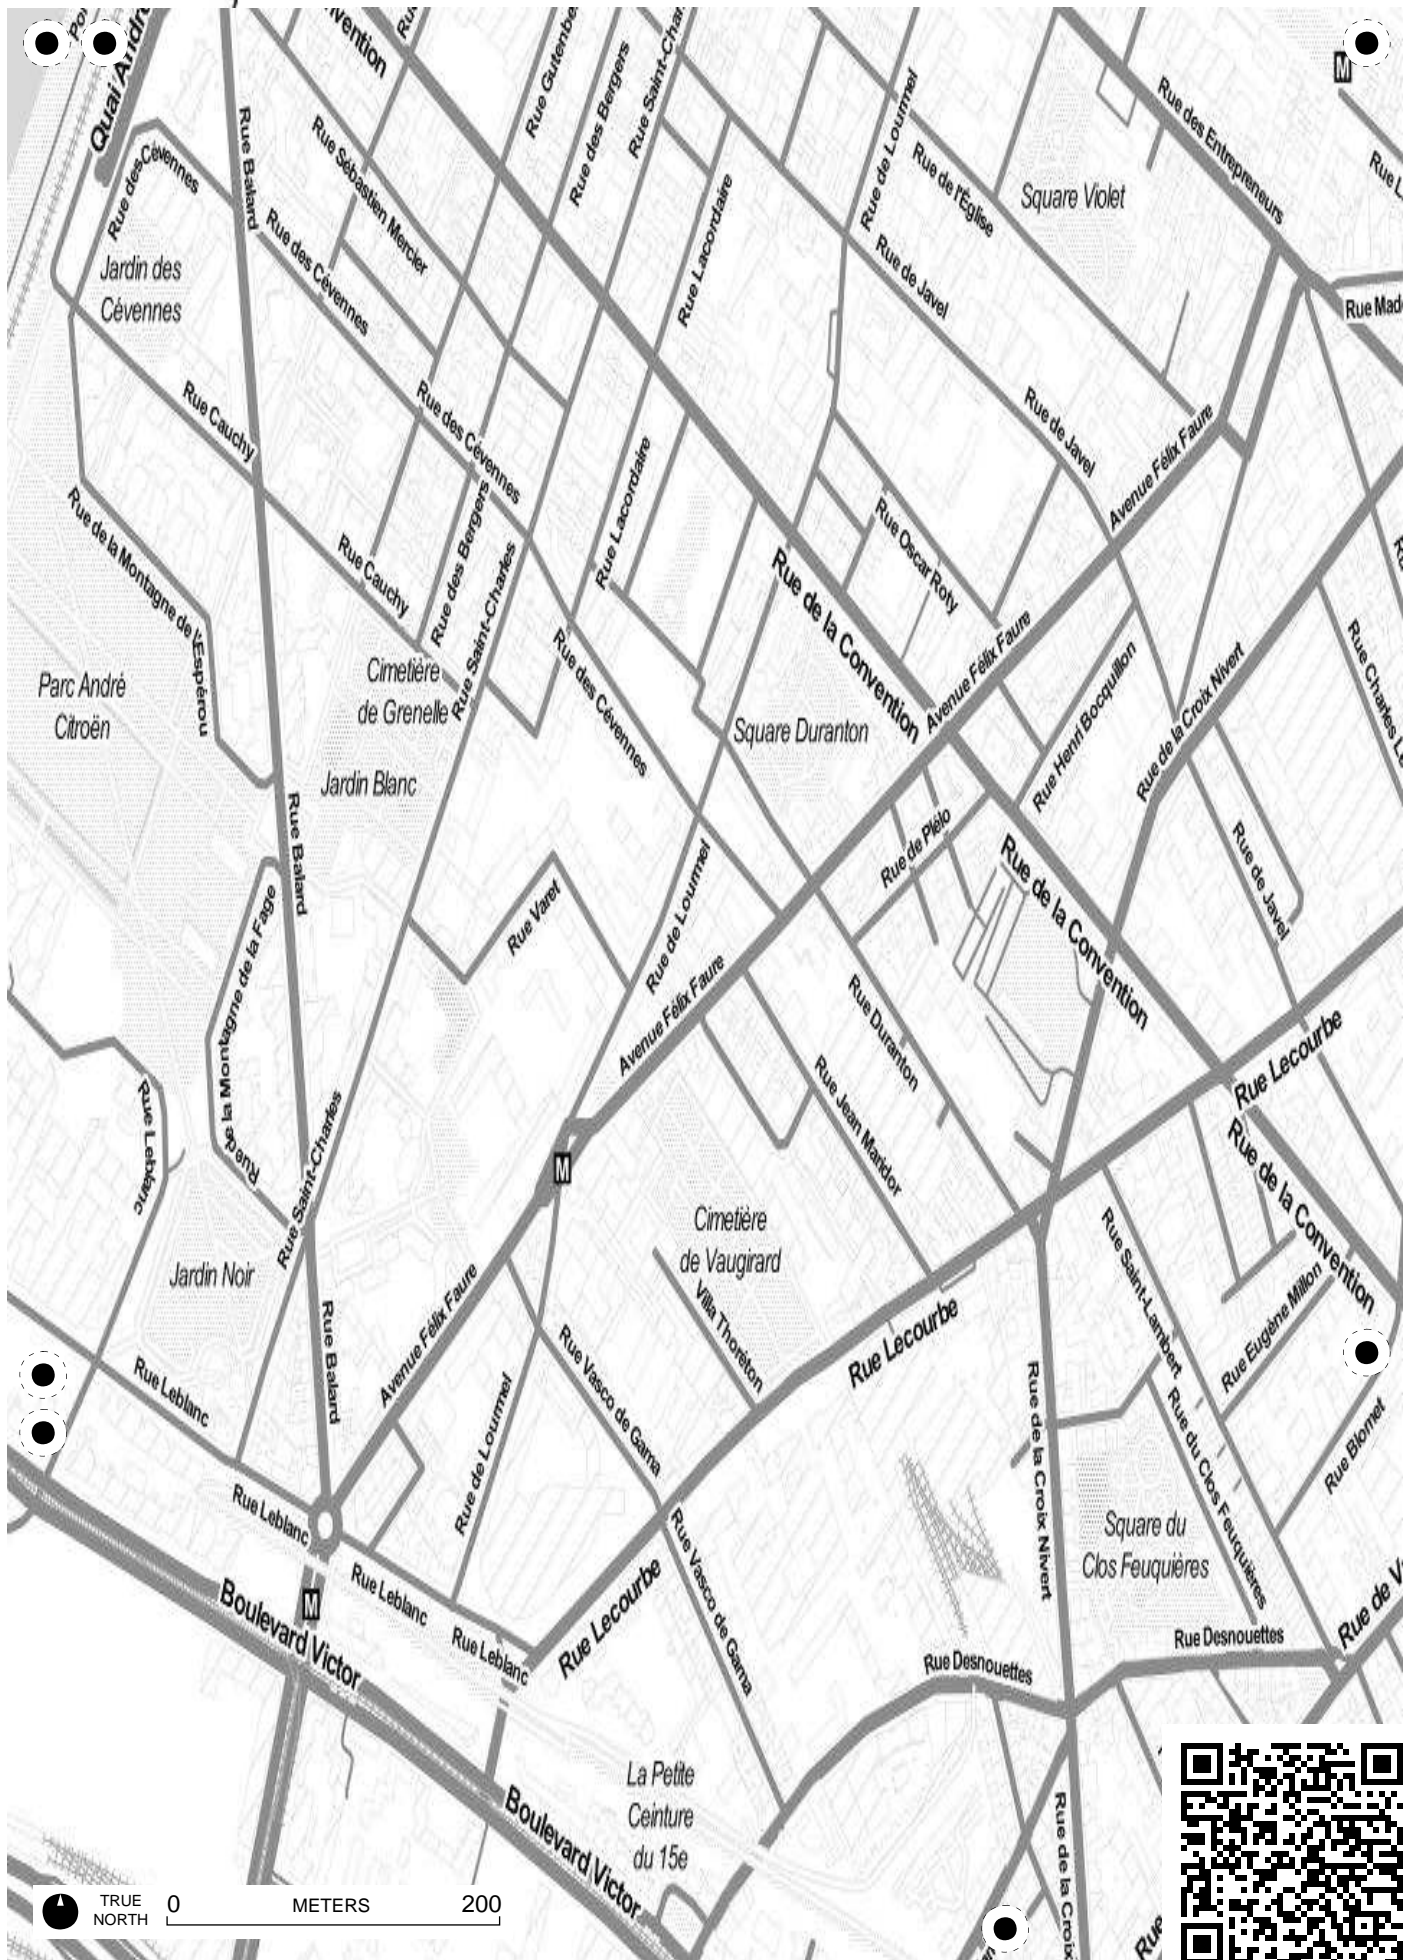 Quai André
Rue des Cévennes
Rue Balard
nvention
Rue Sébastien Mercier
Rue des Bergers
Rue Lacordaire
Rue de Lourmel
Rue de l'Église
Square Violet
Rue des Entrepreneurs
M
Rue L
Rue des Cévennes
Jardin des
Cévennes
Rue de Javel
Rue Cauchy
Rue des Cévennes
Rue de Javel
Avenue Félix Faure
Rue de la Montagne de l'Espérou
Rue Cauchy
Rue des Bergers
Rue Saint-Charles
Rue Lacordaire
Rue Oscar Roty
Rue de la Convention
Avenue Félix Faure
Rue Henri Bocquillon
Rue de la Croix Nivert
Parc André
Citroën
Cimetière
de Grenelle
Rue des Cévennes
Square Duranton
Jardin Blanc
Rue Balard
Rue de Plélo
Rue de la Convention
Rue de Javel
Rue de la Montagne de la Fage
Rue Varet
Rue de Lourmel
Avenue Félix Faure
Rue Duranton
Rue Lecourbe
Rue Leblanc
Rue Saint-Charles
Rue Jean Maridor
M
Rue de la Convention
Cimetière
de Vaugirard
Jardin Noir
Villa Thoréton
Rue Saint-Lambert
Rue Eugène Millon
Rue Balard
Avenue Félix Faure
Rue Lecourbe
Rue Leblanc
Rue de Lourmel
Rue Vasco de Gama
Rue de la Croix Nivert
Rue du Clos Feuquières
Rue Blomet
Rue Leblanc
Square du
Clos Feuquières
Rue Leblanc
M
Boulevard Victor
Rue Leblanc
Rue Lecourbe
Rue Vasco de Gama
Rue Desnouettes
Rue Desnouettes
Rue de V
La Petite
Ceinture
du 15e
Boulevard Victor
Rue de la Croix
Rue
TRUE
NORTH
0 METERS 200